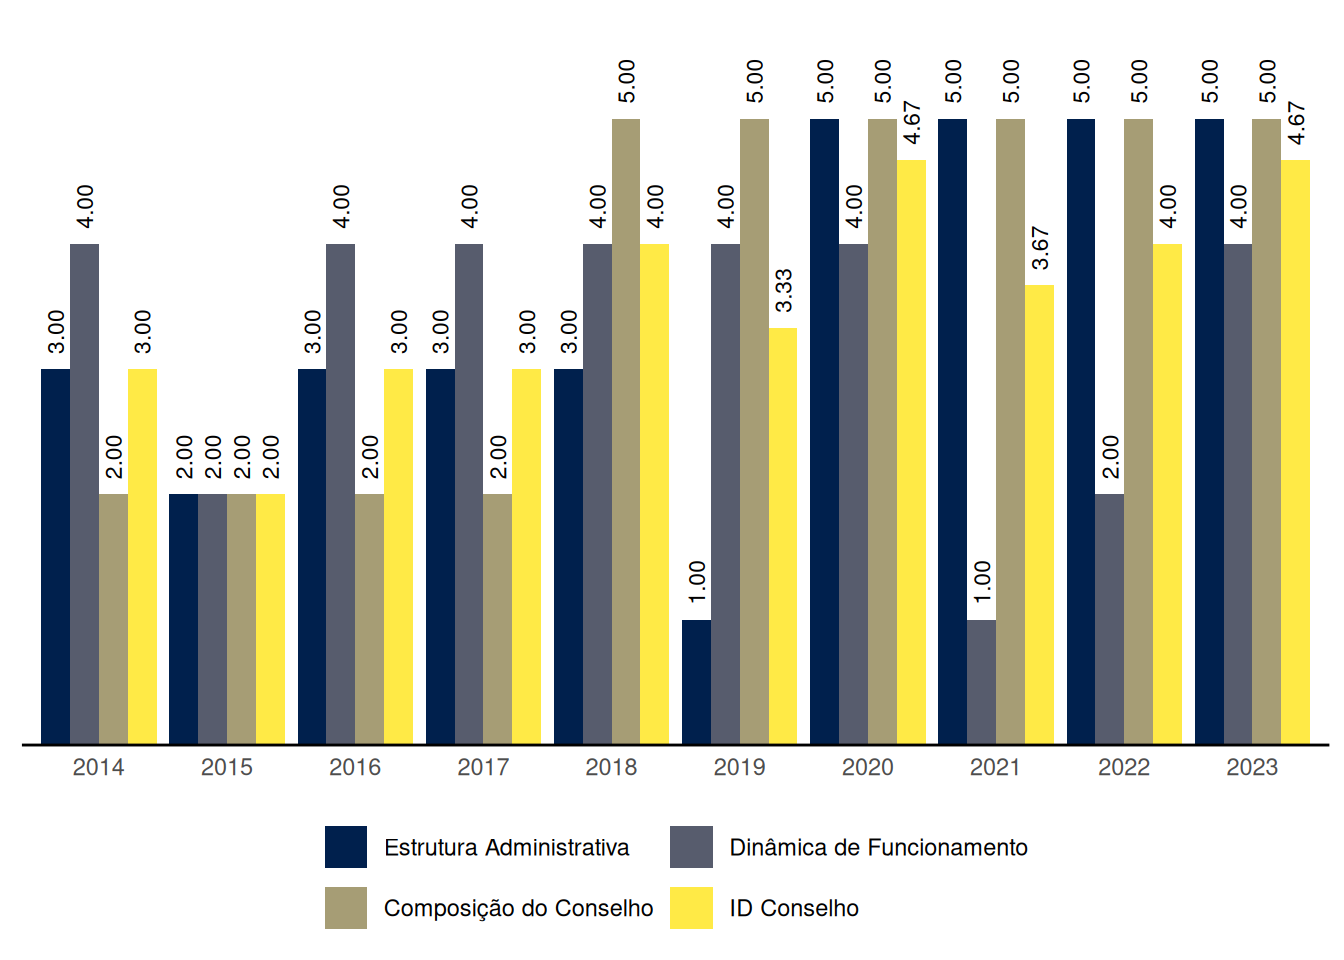 3.00 4.00 2.00 3.00
2.00 2.00 2.00 2.00
3.00 4.00 2.00 3.00
3.00 4.00 2.00 3.00
3.00 4.00 5.00 4.00
1.00 4.00 5.00 3.33
5.00 4.00 5.00 4.67
5.00 1.00 5.00 3.67
5.00 2.00 5.00 4.00
5.00 4.00 5.00 4.67
2014 2015 2016 2017 2018 2019 2020 2021 2022 2023
Estrutura Administrativa Dinâmica de Funcionamento
Composição do Conselho ID Conselho